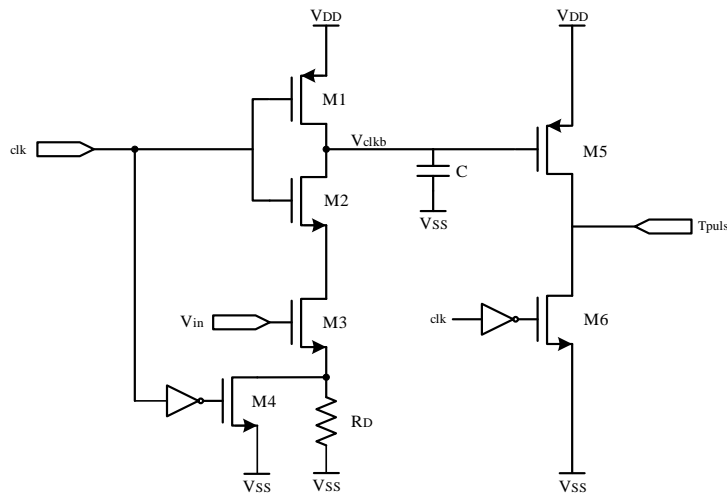 VDD
VDD
M1
clk
Vclkb
M5
C
M2
VSS
Tpuls
Vin
M3
clk
M6
M4
RD
VSS
VSS
VSS